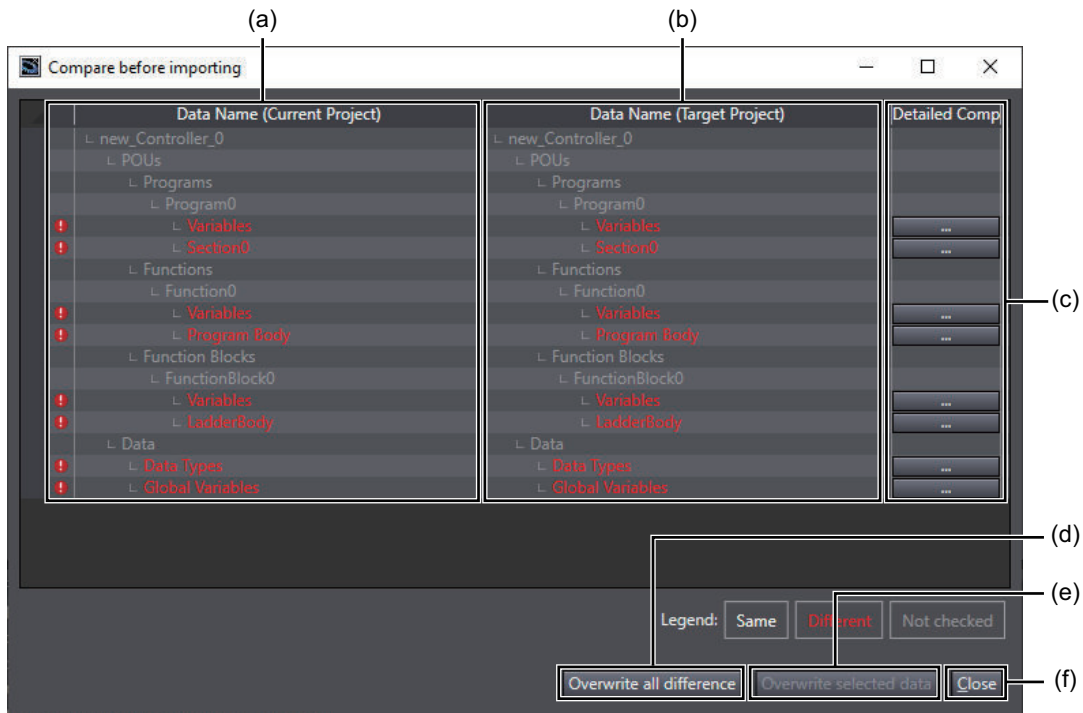 (a) (b)
Compare before importing
Data Name (Current Project) Data Name (Target Project) Detailed Comp
new_Controller_0 new_Controller_0
POUs POUs
Programs Programs
Program0 Program0
Variables Variables ...
Section0 Section0 ...
Functions Functions
Function0 Function0
Variables Variables ...
(c)
Program Body Program Body ...
Function Blocks Function Blocks
FunctionBlock0 FunctionBlock0
Variables Variables ...
LadderBody LadderBody ...
Data Data
Data Types Data Types ...
Global Variables Global Variables ...
(d)
(e)
Legend: Same Different Not checked
Overwrite all difference Overwrite selected data Close (f)